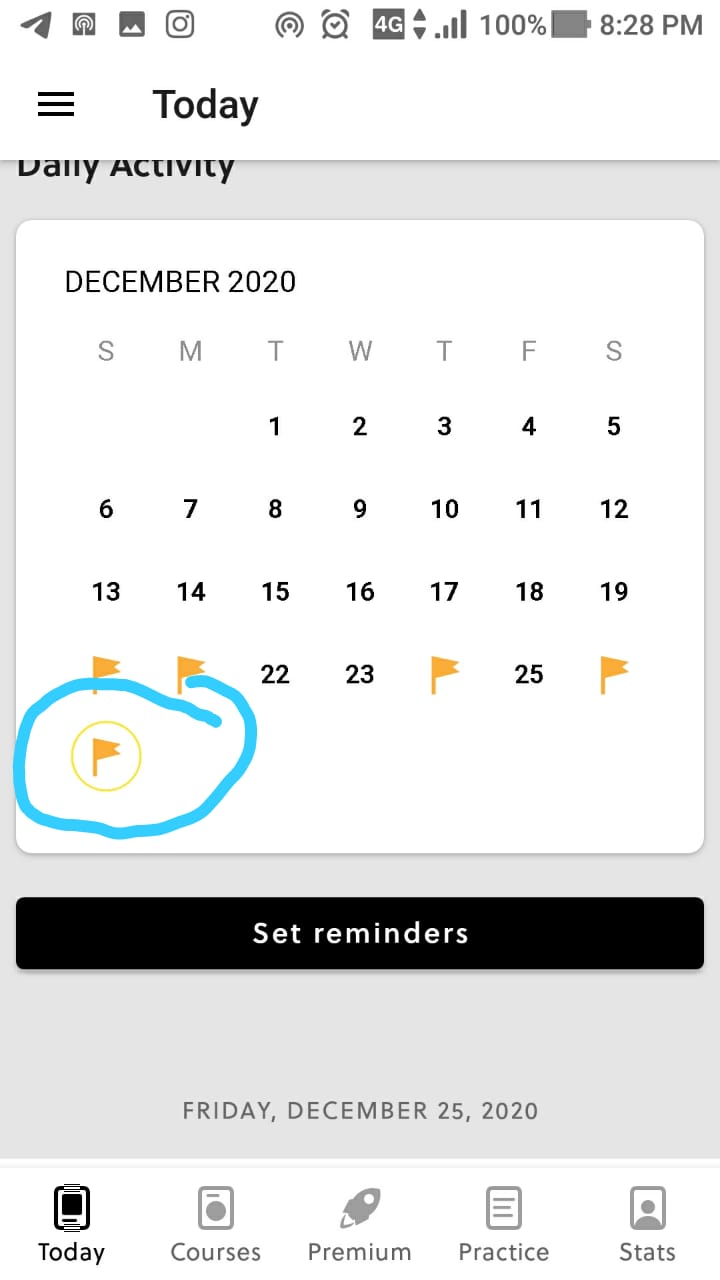 4G 100% 8:28 PM
Today
Daily Activity
DECEMBER 2020
S M T W T F S
1 2 3 4 5
6 7 8 9 10 11 12
13 14 15 16 17 18 19
22 23 25
Set reminders
FRIDAY, DECEMBER 25, 2020
Today Courses Premium Practice Stats